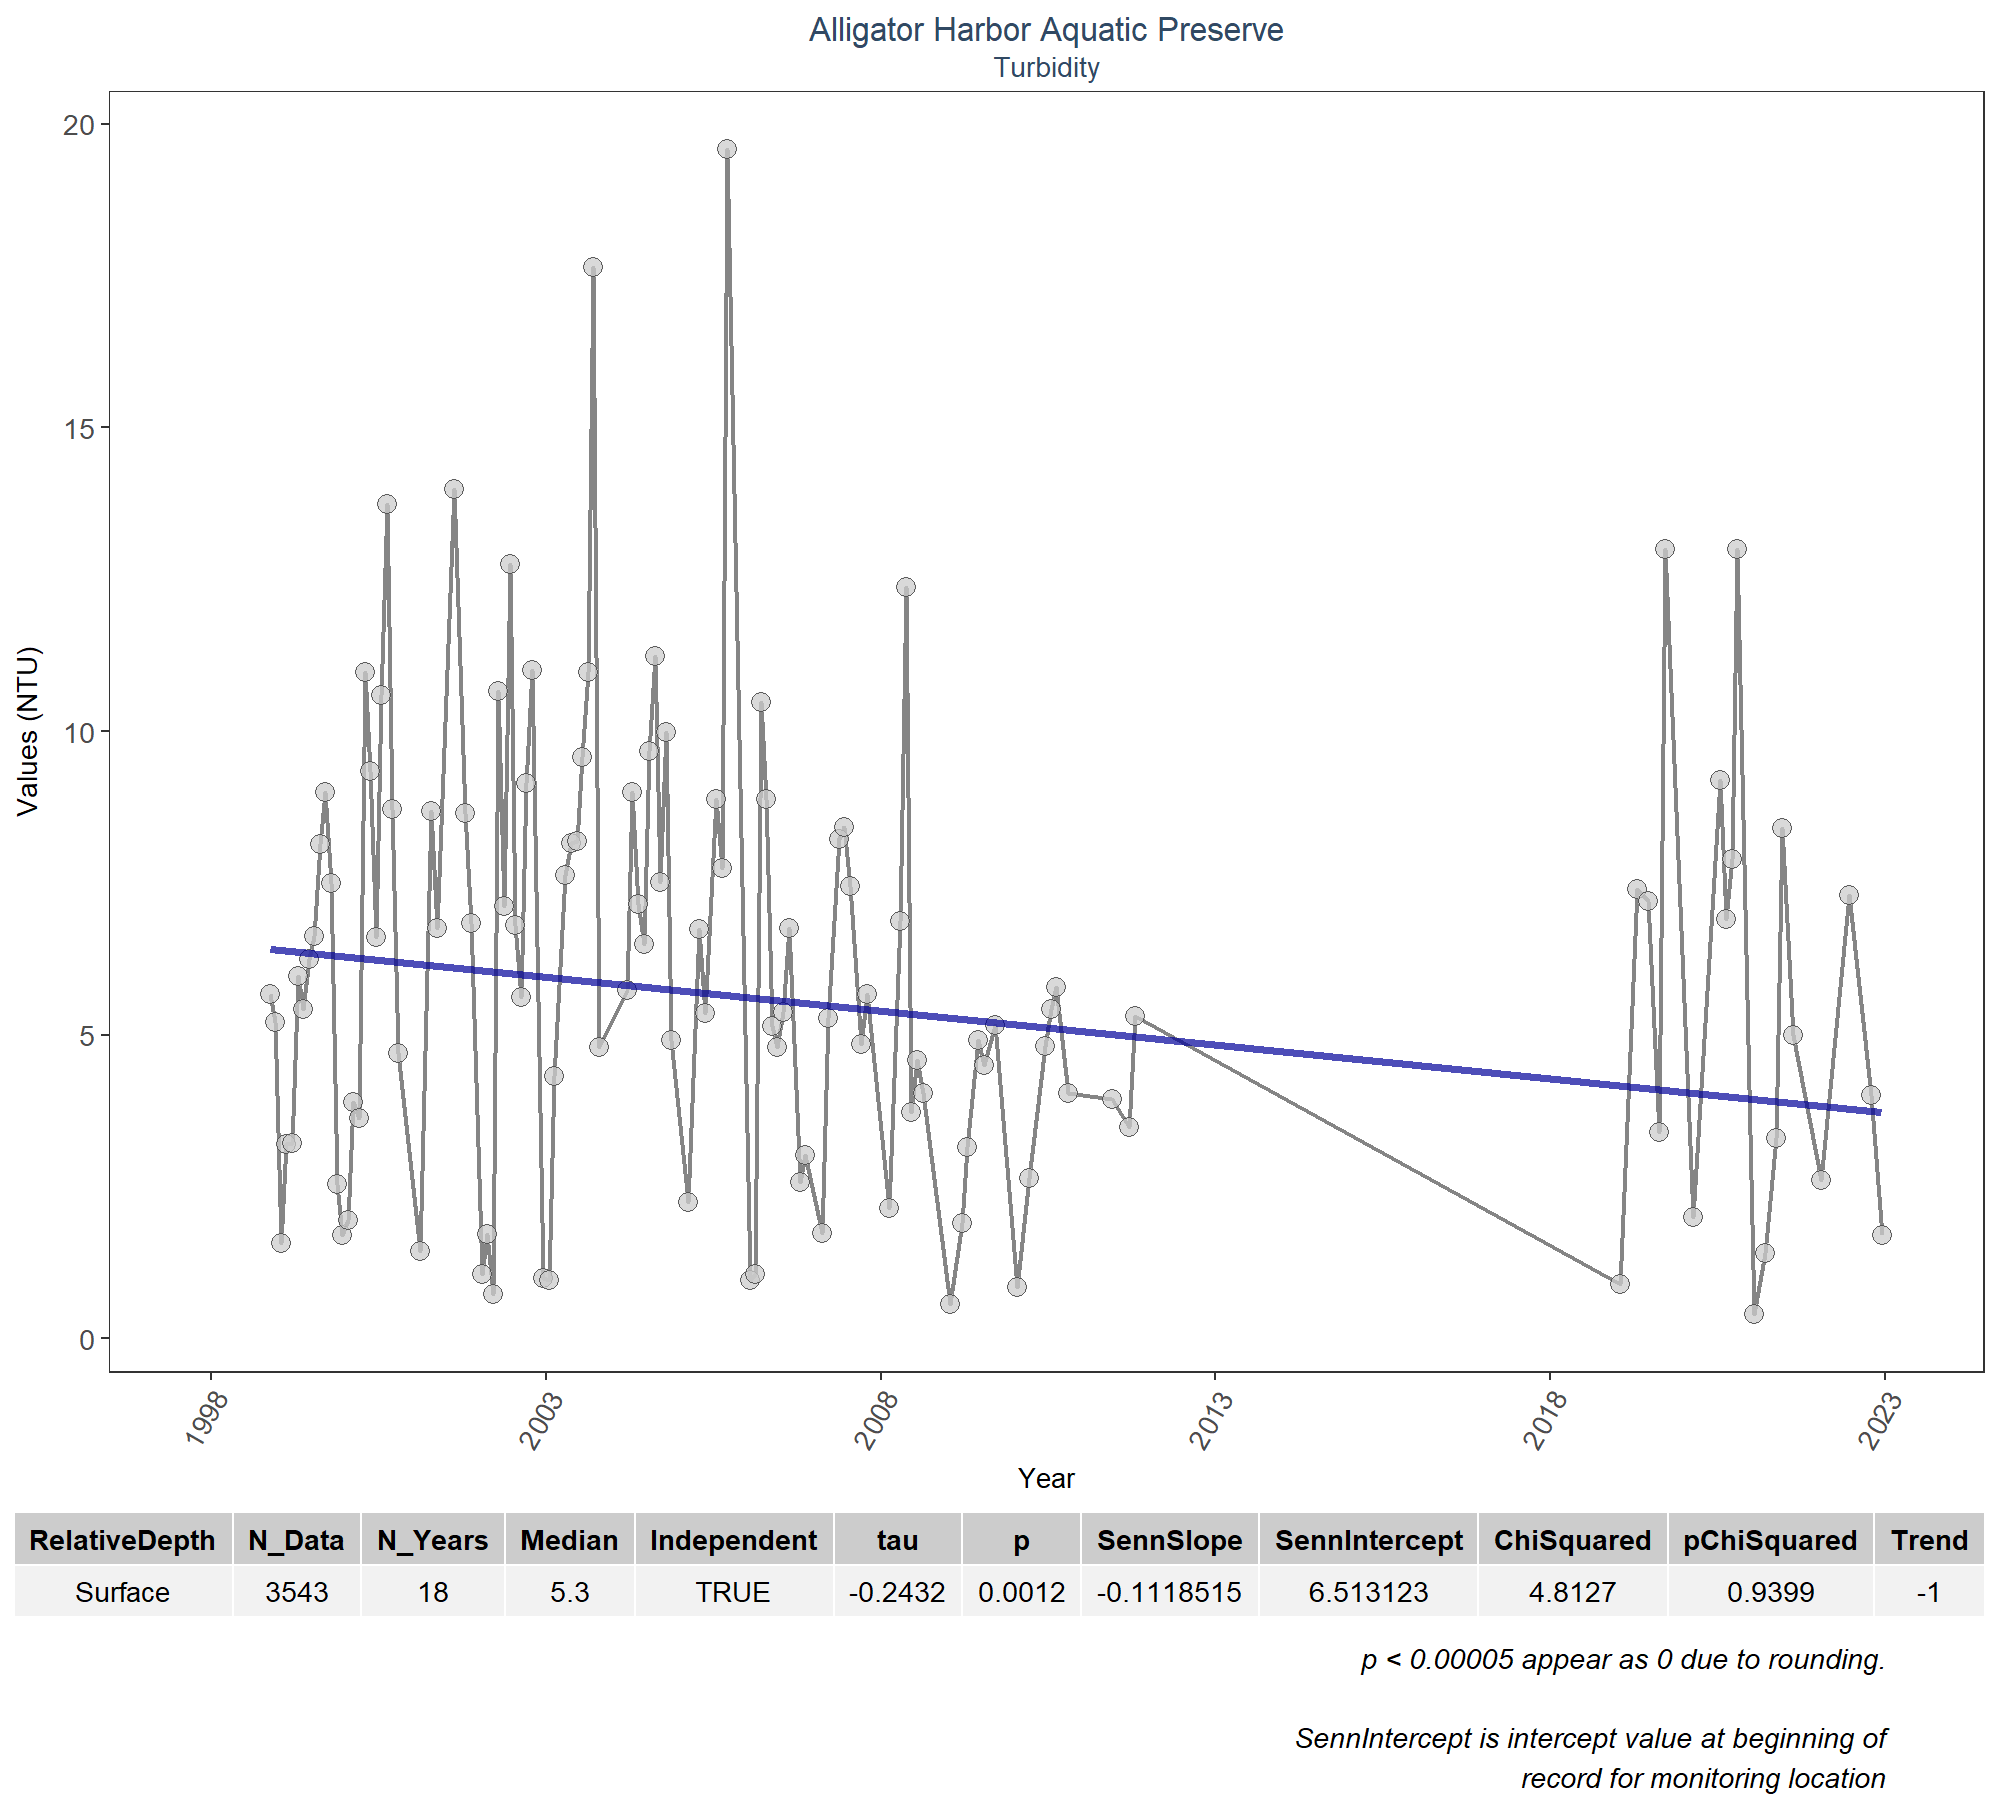 Alligator Harbor Aquatic Preserve
Turbidity
Values (NTU)
20
15
10
5
0
1998 2003 2008 2013 2018 2023
Year
RelativeDepth N_Data N_Years Median Independent tau p SennSlope SennIntercept ChiSquared pChiSquared Trend
Surface 3543 18 5.3 TRUE -0.2432 0.0012 -0.1118515 6.513123 4.8127 0.9399 -1
p < 0.00005 appear as 0 due to rounding.
SennIntercept is intercept value at beginning of
record for monitoring location